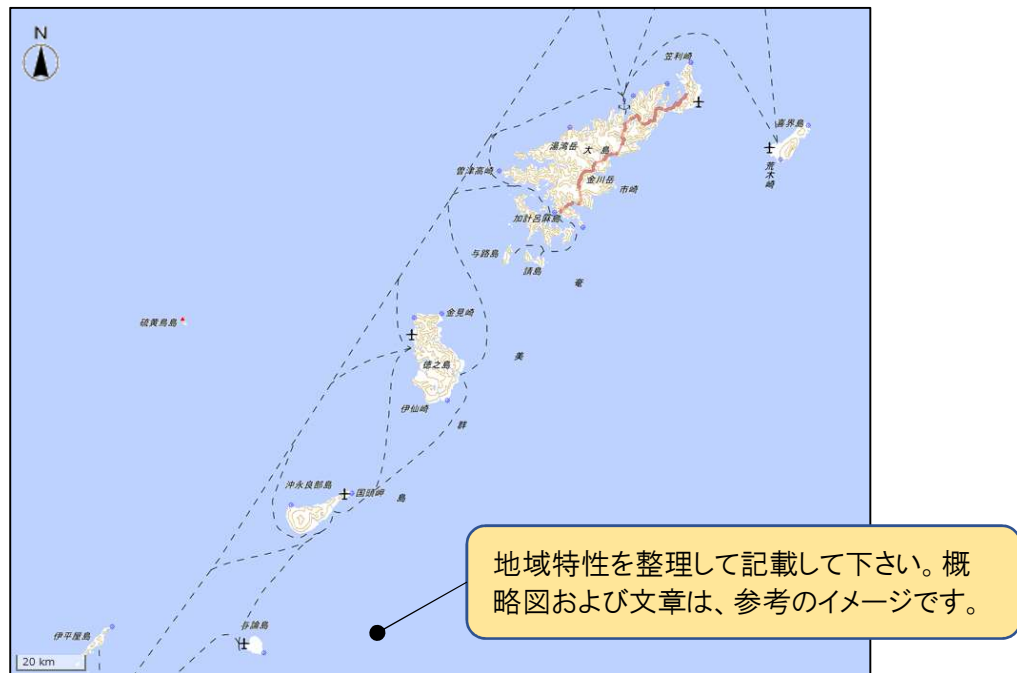 N
笠利崎
喜界島
荒木崎
湯湾岳
大島
曽津高崎
金川岳
市崎
加計呂麻島
与路島
請島
奄
美
群
島
硫黄鳥島
金見崎
徳之島
伊仙崎
沖永良部島
国頭岬
地域特性を整理して記載して下さい。概
略図および文章は、参考のイメージです。
伊平屋島
与論島
20 km